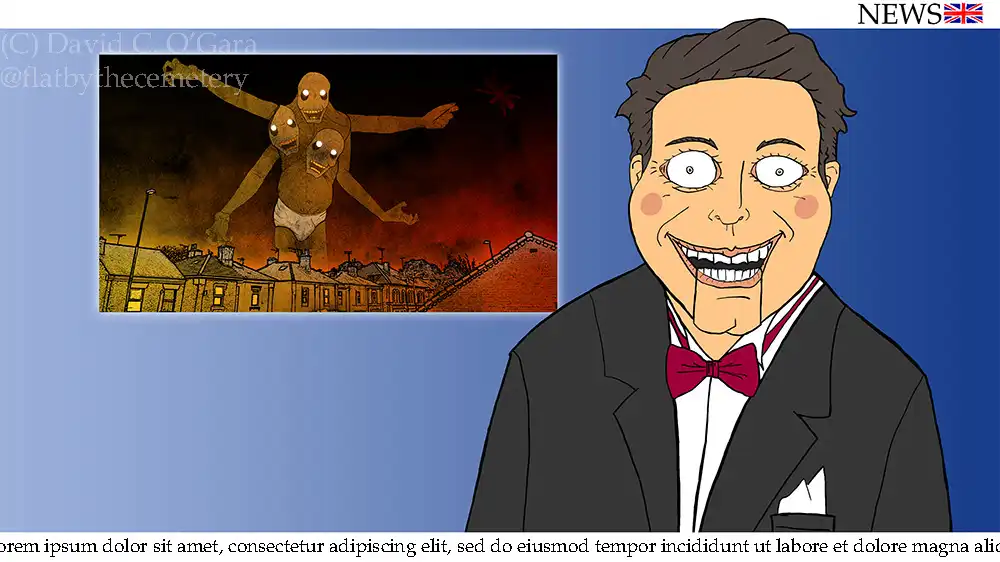 NEWS
(C) David C. O'Gara
@flatbythecemetery
orem ipsum dolor sit amet, consectetur adipiscing elit, sed do eiusmod tempor incididunt ut labore et dolore magna alic